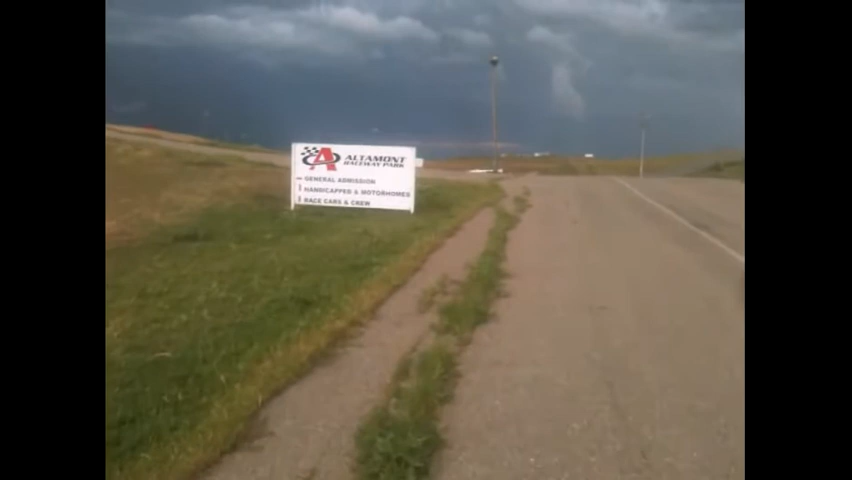 A ALTAMONT
RACEWAY PARK
GENERAL ADMISSION
HANDICAPPED & MOTORHOMES
RACE CARS & CREW